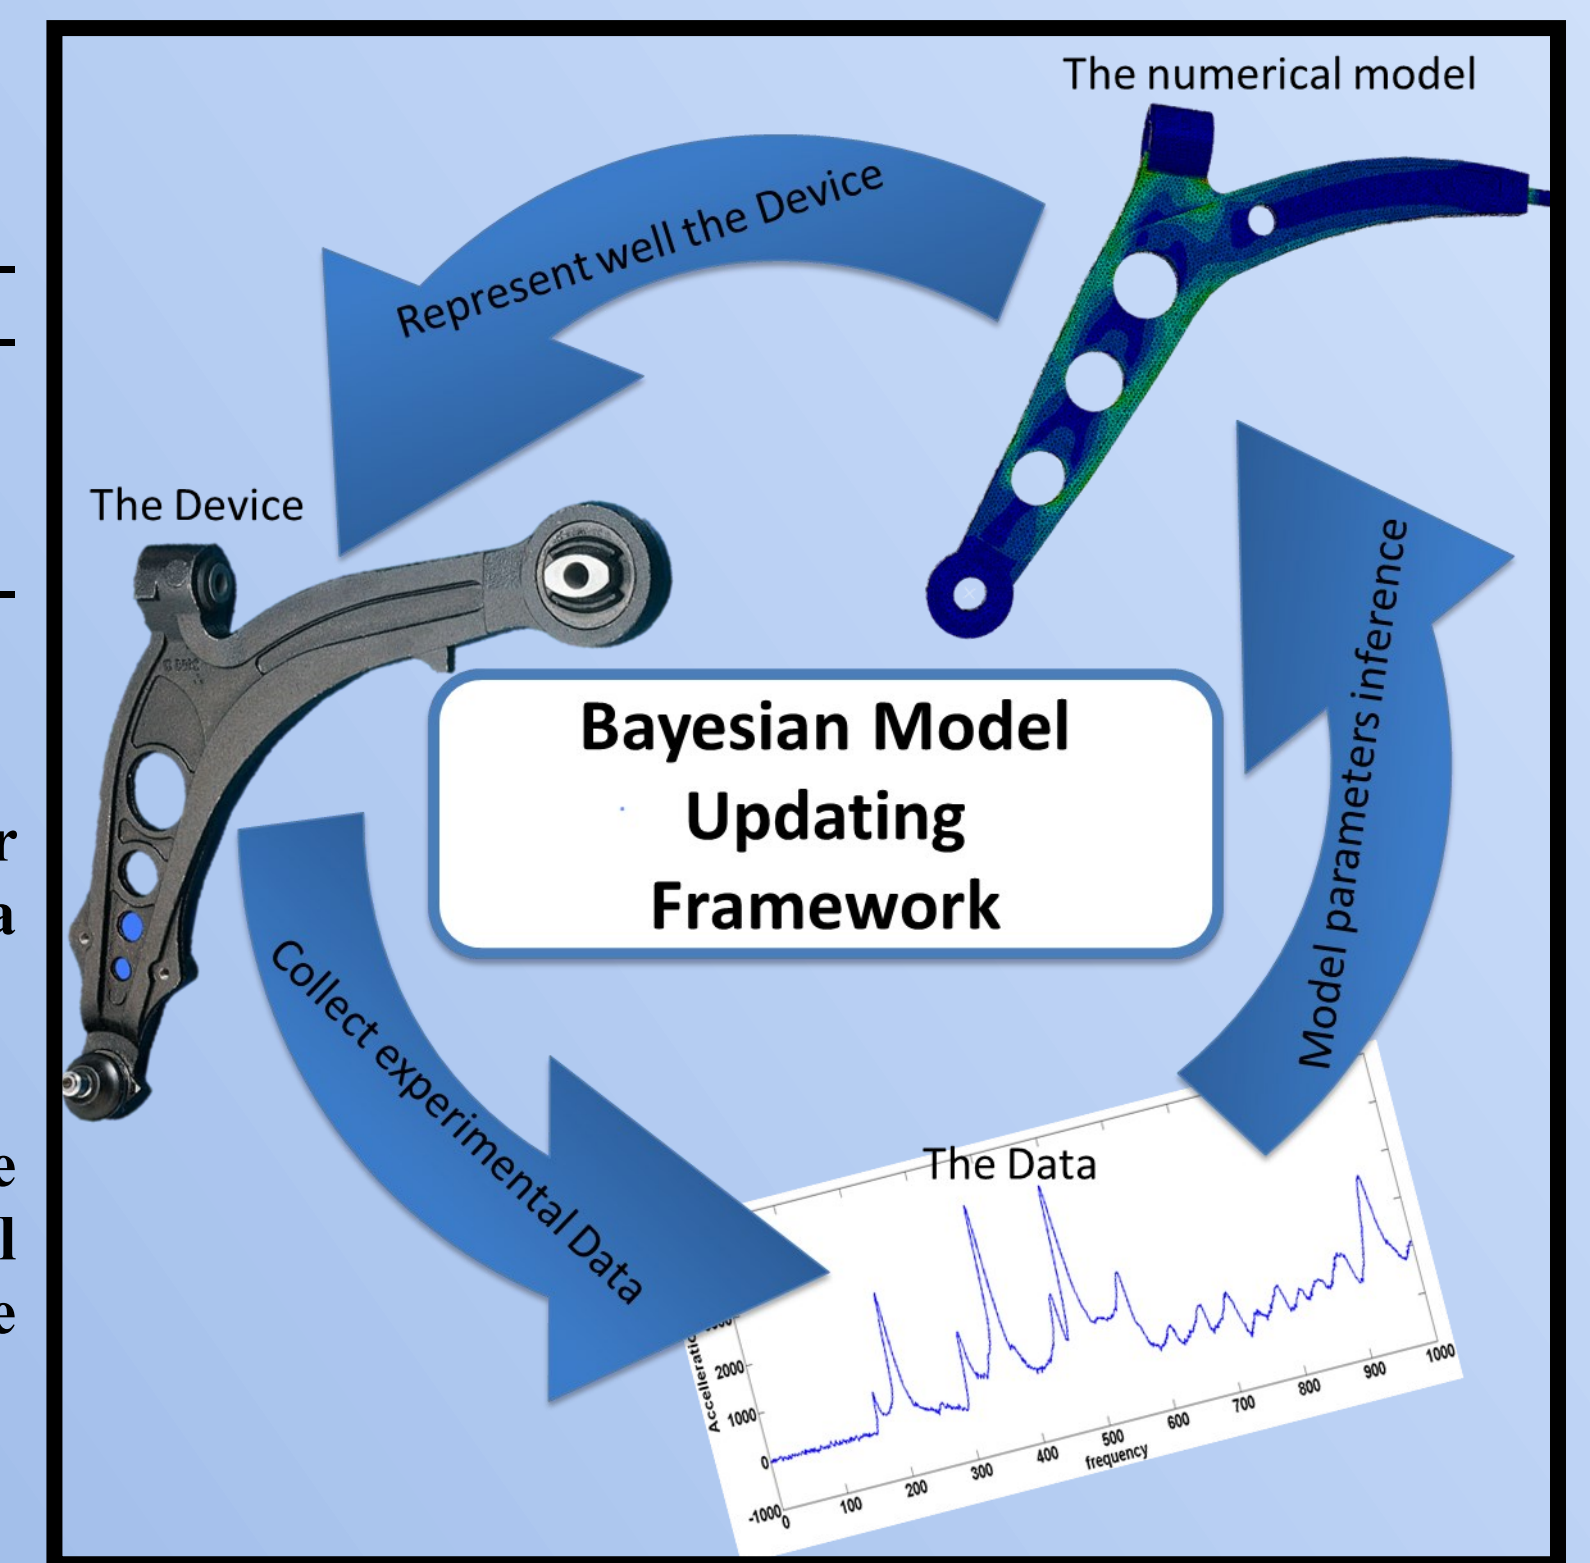 The numerical model
Represent well the Device
The Device
Model parameters inference
Bayesian Model
Updating
Framework
r
a
Collect experimental Data
e
l
e
The Data
2000
1000
0
-1000
0
100
200
300
400
500
600
700
800
900
1000
frequency